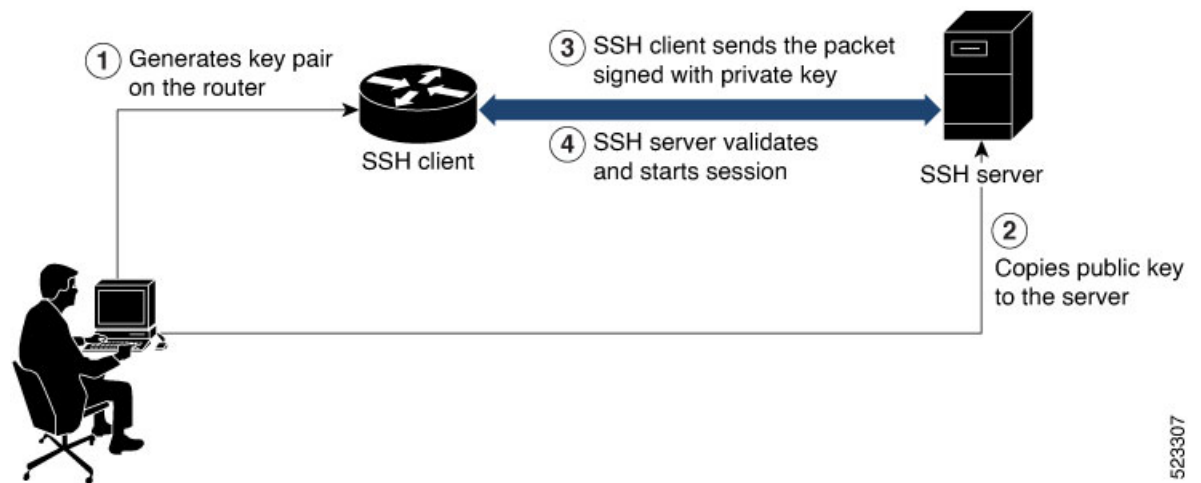 1 Generates key pair
on the router
SSH client
3 SSH client sends the packet
signed with private key
4 SSH server validates
and starts session
SSH server
2
Copies public key
to the server
523307